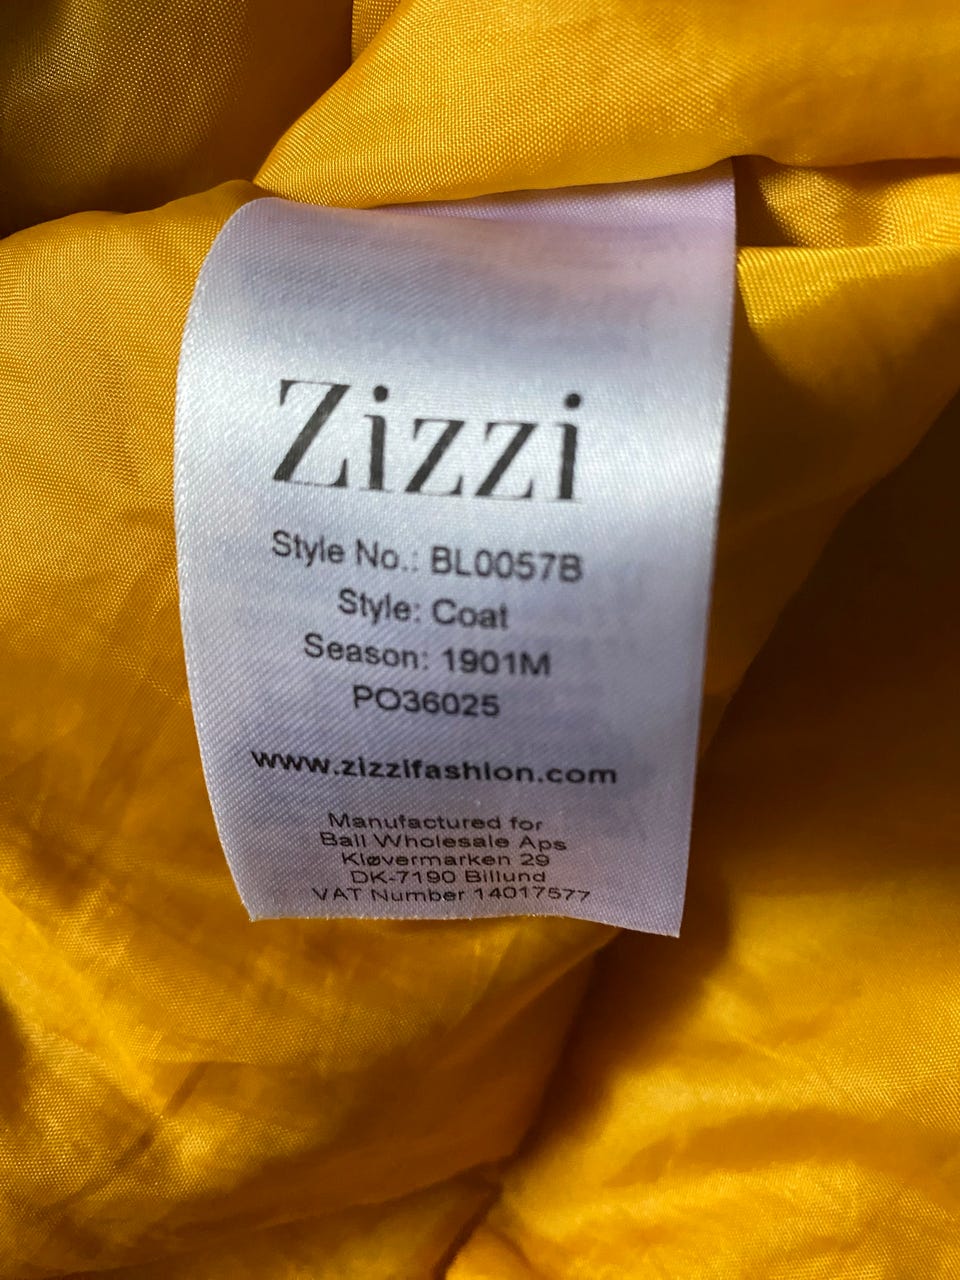 Zizzi
Style No.: BL0057B
Style: Coat
Season: 1901M
PO36025
www.zizzifashion.com
Manufactured for
Ball Wholesale Aps
Kløvermarken 29
DK-7190 Billund
VAT Number 14017577